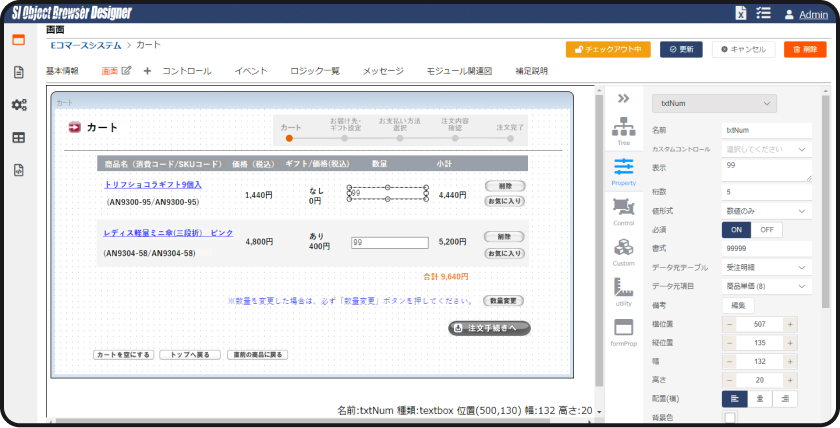 SI Object Browser Designer
Admin
画面
Eコマースシステム > カート
チェックアウト中
更新
キャンセル
削除
基本情報
画面
コントロール
イベント
ロジック一覧
メッセージ
モジュール関連図
補足説明
カート
カート
カート
お届け先・
ギフト設定
お支払い方法
選択
注文内容
確認
注文完了
商品名（消費コード/SKUコード） 価格（税込） ギフト/価格(税込) 数量 小計
トリフショコラギフト9個入
(AN9300-95/AN9300-95)
1,440円
なし
0円
99
4,440円
削除
お気に入り
レディス軽量ミニ傘(三段折) ピンク
(AN9304-58/AN9304-58)
4,800円
あり
400円
99
5,200円
削除
お気に入り
合計 9,640円
※数量を変更した場合は、必ず「数量変更」ボタンを押してください。
数量変更
注文手続きへ
カートを空にする
トップへ戻る
直前の商品に戻る
名前:txtNum 種類:textbox 位置(500,130) 幅:132 高さ:20
Tree
Property
Control
Custom
utility
formProp
txtNum
名前 txtNum
カスタムコントロール 選択してください
表示 99
桁数 5
値形式 数値のみ
必須 ON OFF
書式 99999
データ元テーブル 受注明細
データ元項目 商品単価 (8)
備考 編集
横位置 − 507 +
縦位置 − 135 +
幅 − 132 +
高さ − 20 +
配置(横)
背景色